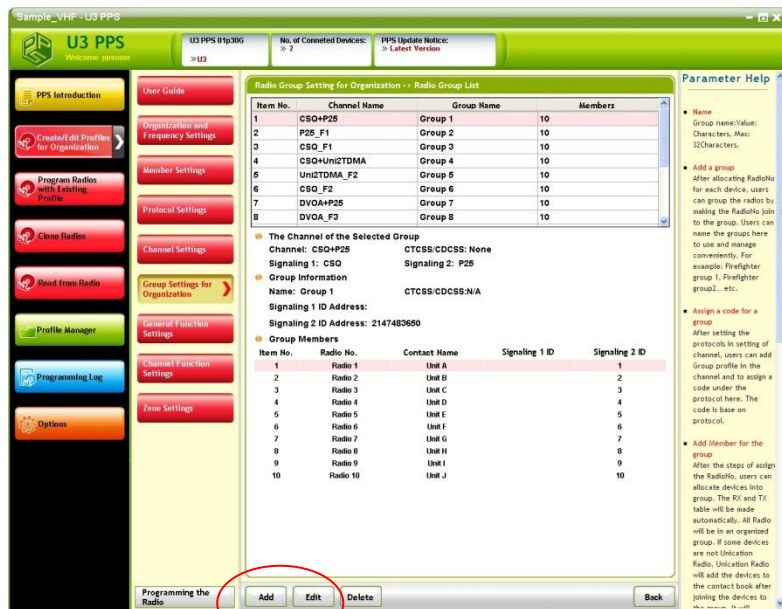 Sample_VHF - U3 PPS
U3 PPS
Welcome ppsuser
U3 PPS 01p30G
>>U3
No. of Conneted Devices:
>> 2
PPS Update Notice:
>> Latest Version
PPS Introduction
Create/Edit Profiles
for Organization
Program Radios
with Existing
Profile
Clone Radios
Read from Radio
Profile Manager
Programming Log
Options
User Guide
Organization and
Frequency Settings
Member Settings
Protocol Settings
Channel Settings
Group Settings for
Organization
General Function
Settings
Channel Function
Settings
Zone Settings
Programming the
Radio
Radio Group Setting for Organization -> Radio Group List
Item No. Channel Name Group Name Members
1 CSQ+P25 Group 1 10
2 P25_F1 Group 2 10
3 CSQ_F1 Group 3 10
4 CSQ+Uni2TDMA Group 4 10
5 Uni2TDMA_F2 Group 5 10
6 CSQ_F2 Group 6 10
7 DVOA+P25 Group 7 10
8 DVOA_F3 Group 8 10
The Channel of the Selected Group
Channel: CSQ+P25 CTCSS/CDCSS: None
Signaling 1: CSQ Signaling 2: P25
Group Information
Name: Group 1 CTCSS/CDCSS:N/A
Signaling 1 ID Address:
Signaling 2 ID Address: 2147483650
Group Members
Item No. Radio No. Contact Name Signaling 1 ID Signaling 2 ID
1 Radio 1 Unit A 1
2 Radio 2 Unit B 2
3 Radio 3 Unit C 3
4 Radio 4 Unit D 4
5 Radio 5 Unit E 5
6 Radio 6 Unit F 6
7 Radio 7 Unit G 7
8 Radio 8 Unit H 8
9 Radio 9 Unit I 9
10 Radio 10 Unit J 10
Add Edit Delete Back
Parameter Help
Name
Group name:Value:
Characters, Max:
32Characters.
Add a group
After allocating RadioNo
for each device, users
can group the radios by
making the RadioNo join
to the group. Users can
name the groups here
to use and manage
conveniently. For
example: Firefighter
group 1, Firefighter
group2... etc.
Assign a code for a
group
After setting the
protocols in setting of
channel, users can add
Group profile in the
channel and to assign a
code under the
protocol here. The
code is base on
protocol.
Add Member for the
group
After the steps of assign
the RadioNo, users can
allocate devices into
group. The RX and TX
table will be made
automatically. All Radio
will be in an organized
group. If some devices
are not Unication
Radio, Unication Radio
will add the devices to
the contact book after
joining the devices to
the group. It will